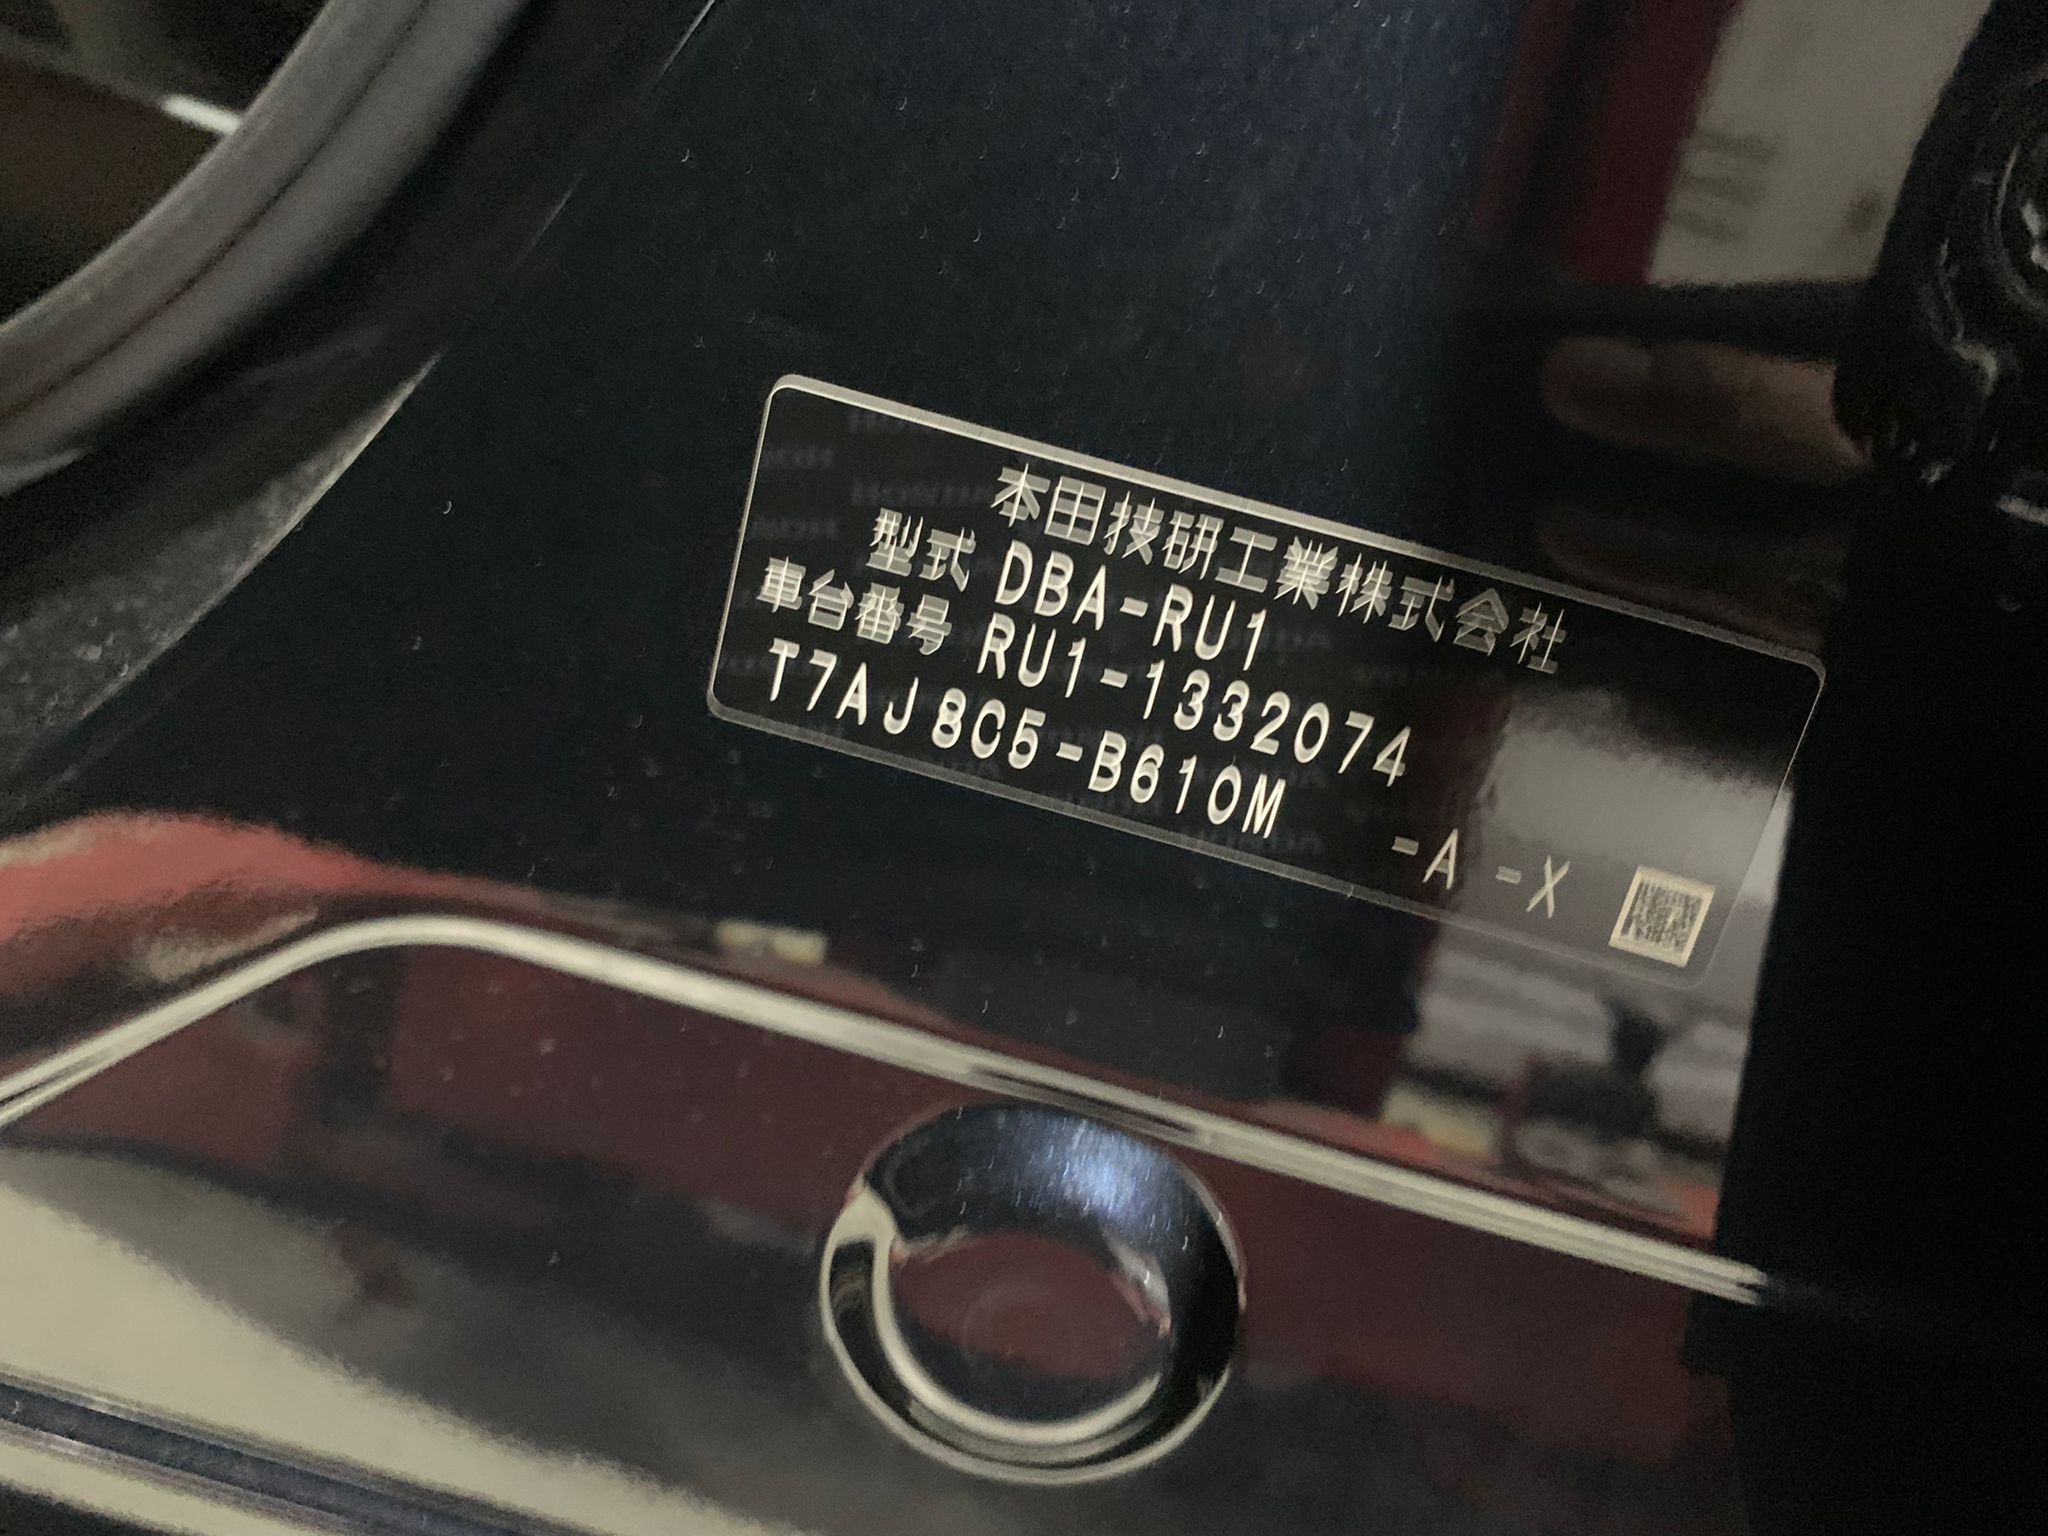 本田技研工業株式会社
型式 DBA-RU1
車台番号 RU1-1332074
T7AJ8C5-B610M -A -X